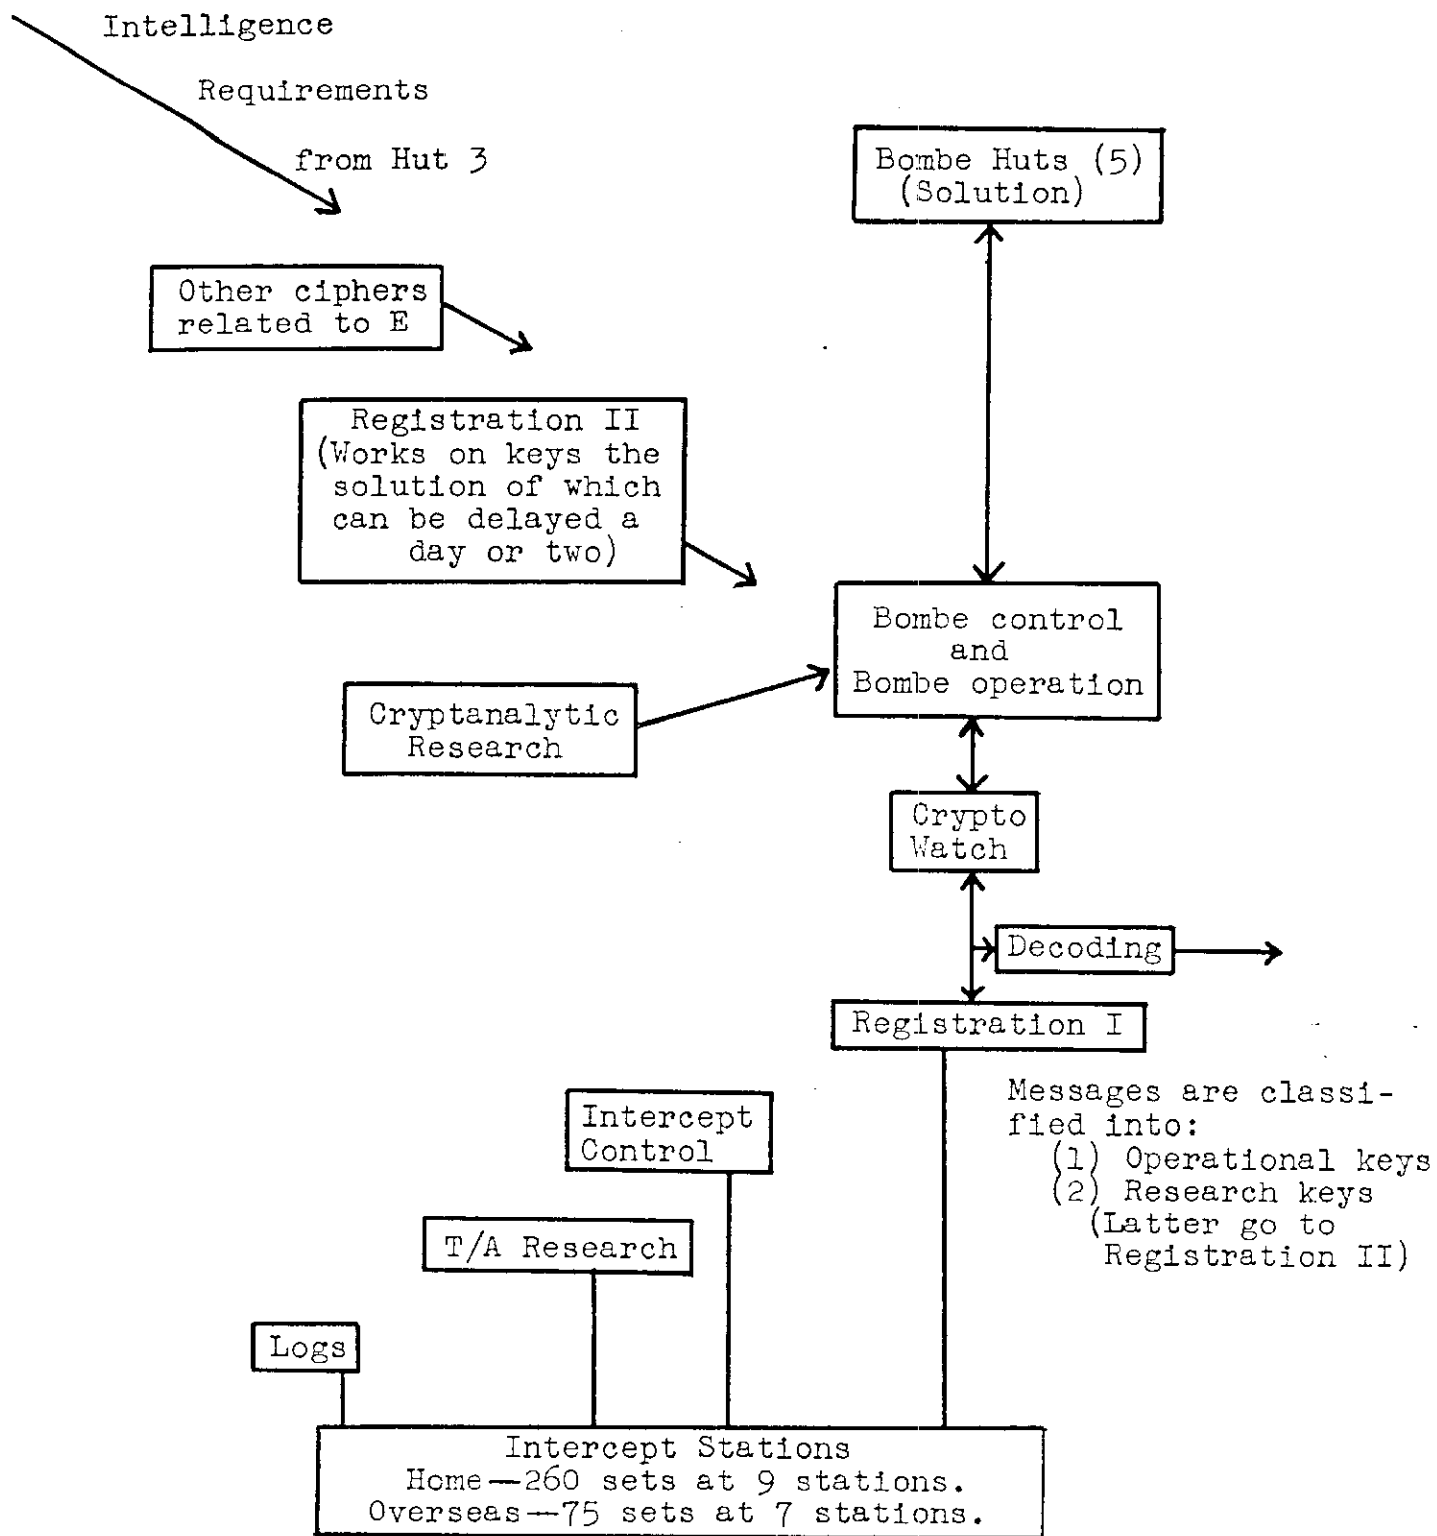 Intelligence
Requirements
from Hut 3
Bombe Huts (5)
(Solution)
Other ciphers
related to E
Registration II
(Works on keys the
solution of which
can be delayed a
day or two)
Bombe control
and
Bombe operation
Cryptanalytic
Research
Crypto
Watch
Decoding
Registration I
Messages are classi-
fied into:
(1) Operational keys
(2) Research keys
(Latter go to
Registration II)
Intercept
Control
T/A Research
Logs
Intercept Stations
Home—260 sets at 9 stations.
Overseas—75 sets at 7 stations.